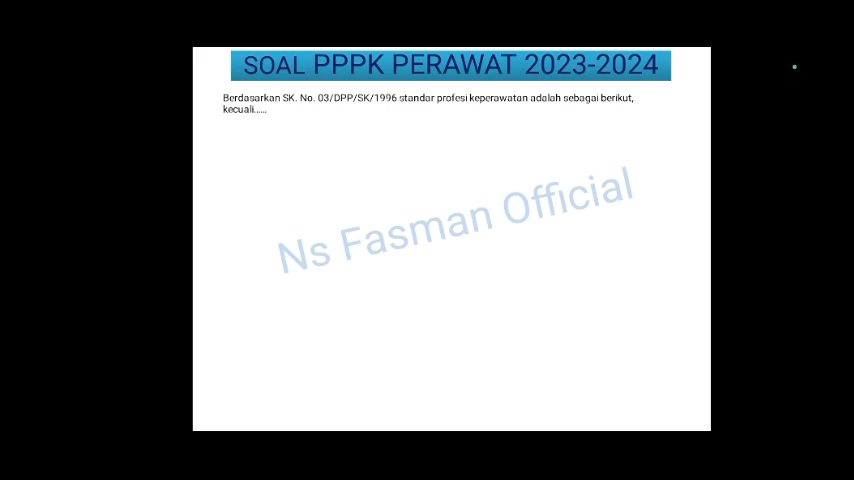 SOAL PPPK PERAWAT 2023-2024
Berdasarkan SK. No. 03/DPP/SK/1996 standar profesi keperawatan adalah sebagai berikut,
kecuali......
Ns Fasman Official